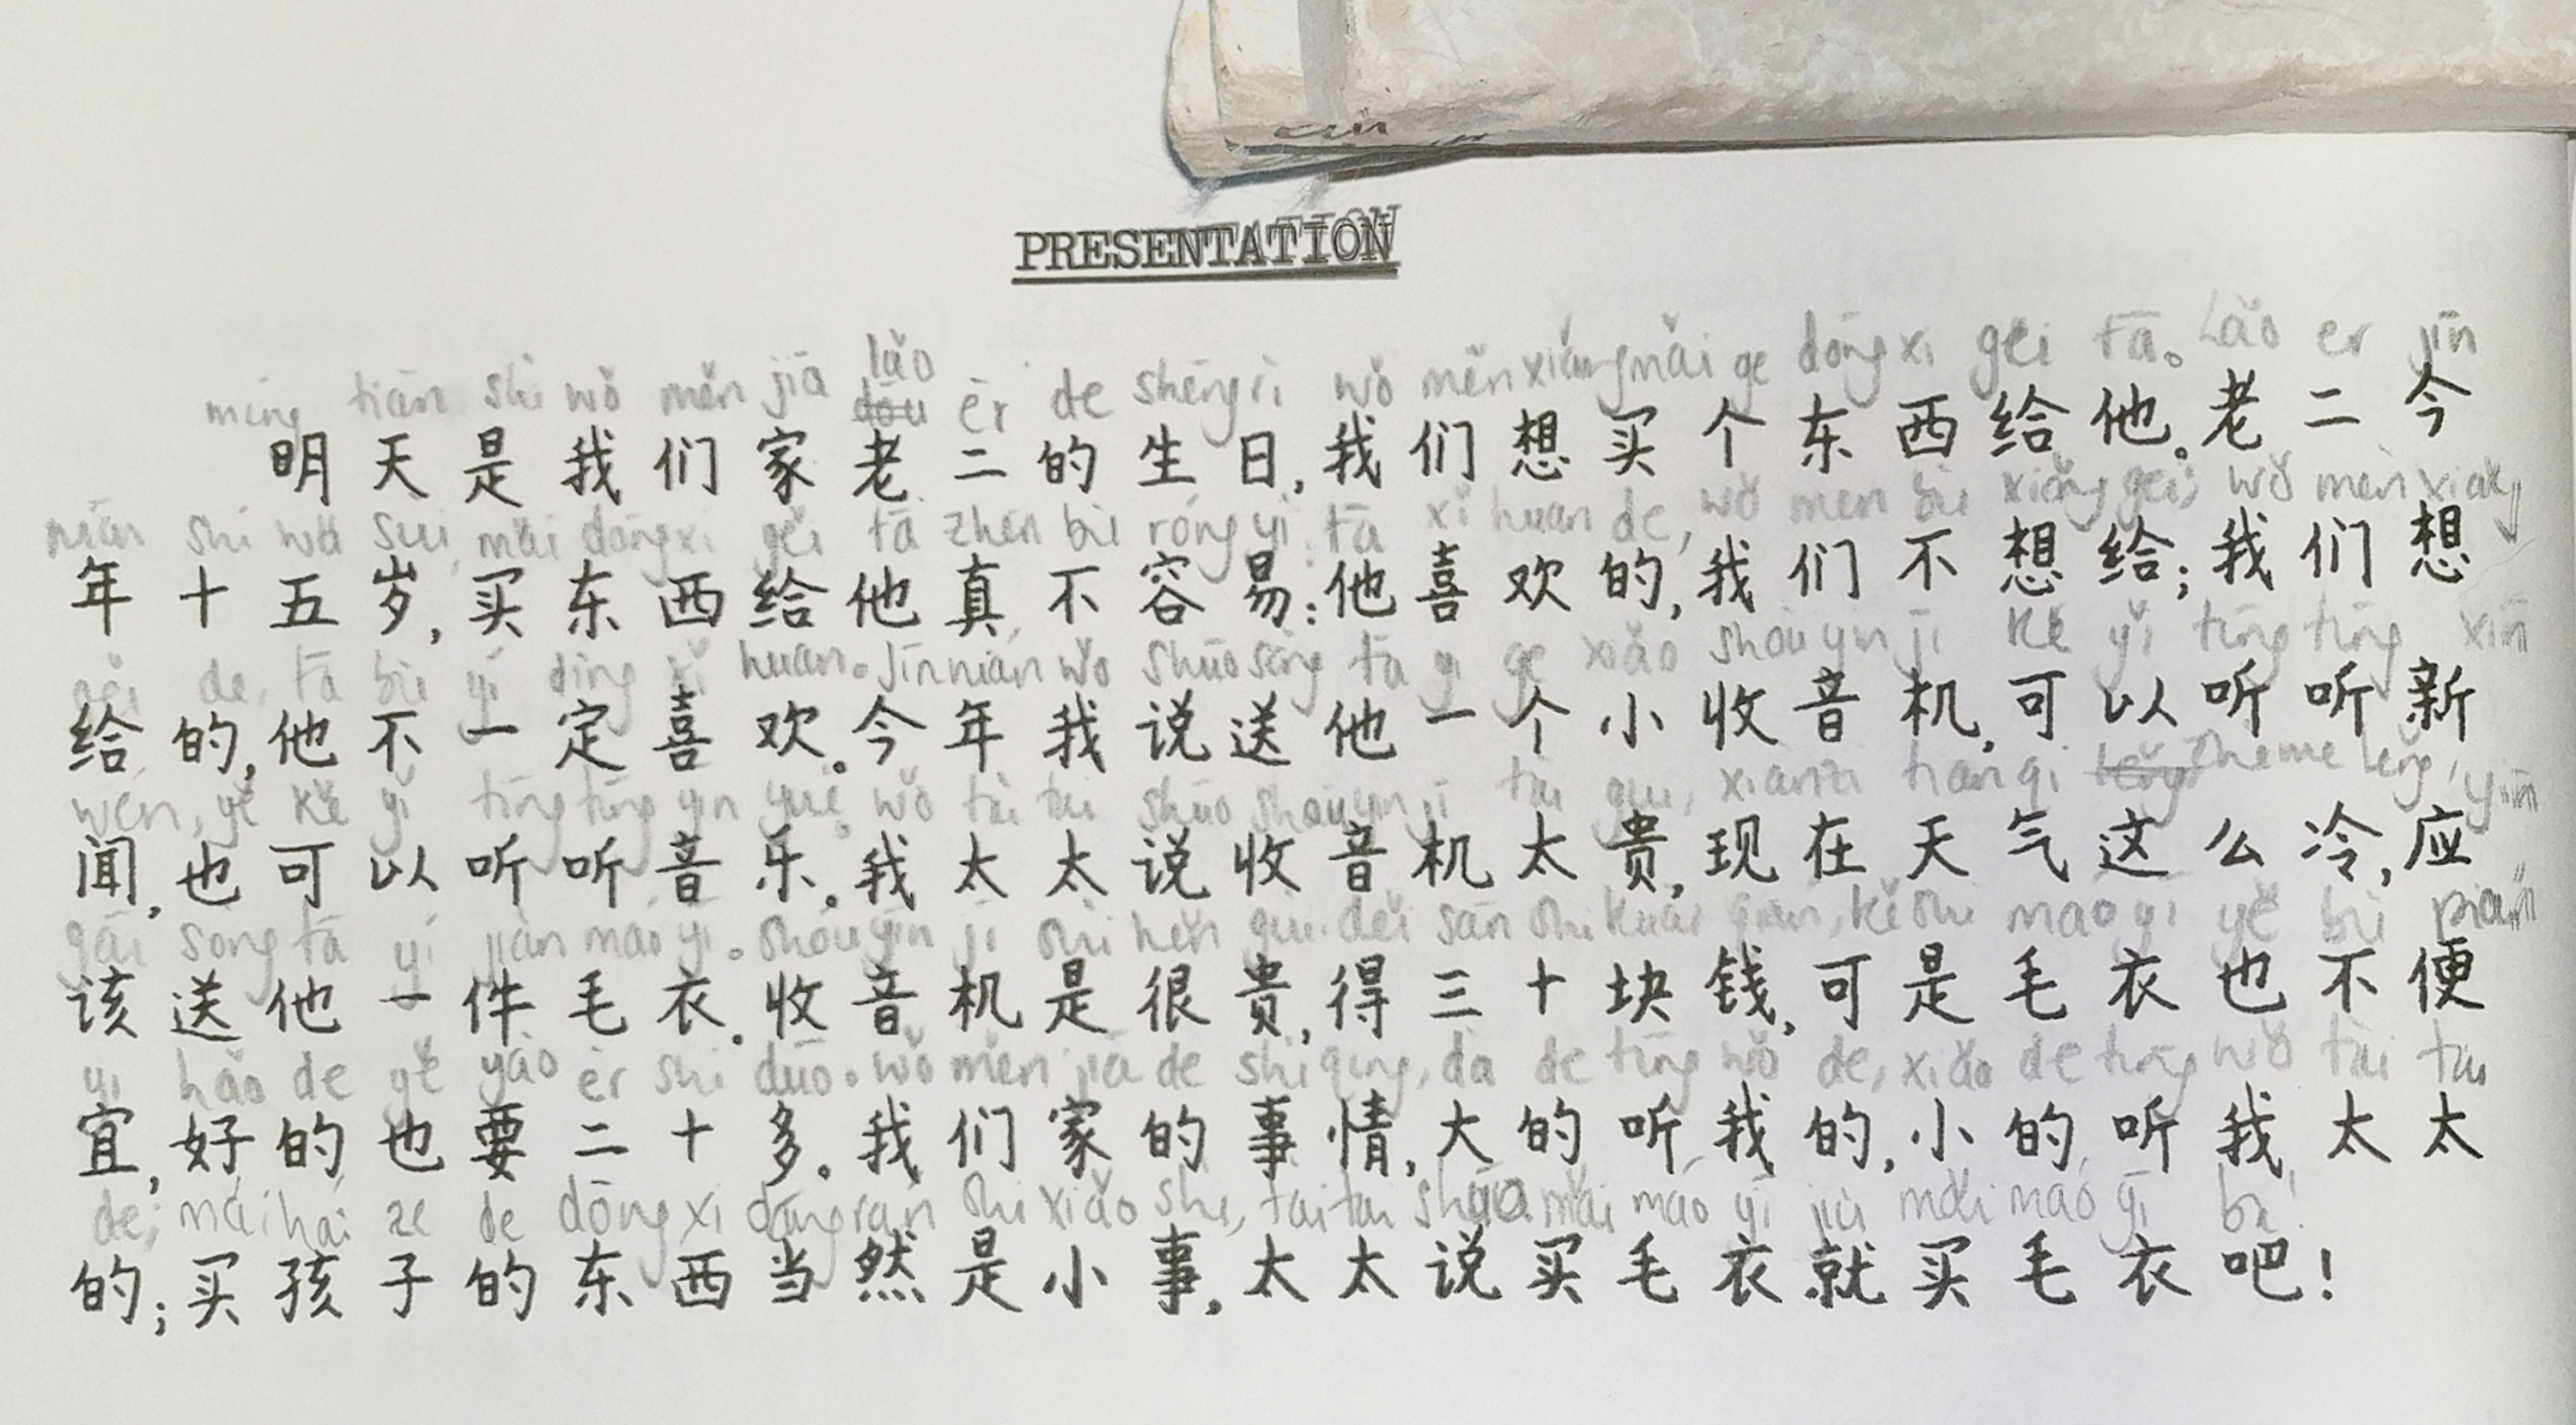 PRESENTATION
lǎo
míng tiān shì wǒ měn jiā dōu èr de shēng rì wǒ měn xiǎng mǎi ge dōng xi gěi tā。 Lǎo er jīn
明天是我们家老二的生日,我们想买个东西给他。老二今
nián shí wǔ suì, mǎi dōng xi gěi tā zhēn bù róng yì: tā xǐ huan de, wǒ men bù xiǎng gěi; wǒ mén xiǎng
年十五岁,买东西给他真不容易:他喜欢的,我们不想给;我们想
gěi de, tā bù yí dìng xǐ huan。 Jīn nián wǒ shuō sòng tā yí ge xiǎo shōu yīn jī kě yǐ tīng tīng xīn
给的,他不一定喜欢。今年我说送他一个小收音机,可以听听新
wén, yě kě yǐ tīng tīng yīn yuè。 wǒ tài tai shuō shōu yīn jī tài guì, xiànzài tiān qì zhème lěng, yīn
闻,也可以听听音乐。我太太说收音机太贵,现在天气这么冷,应
gāi sòng tā yí jiàn máo yī。 shōu yīn jī shì hěn guì. děi sān shí kuài qián, kě shì máo yī yě bù pián
该送他一件毛衣。收音机是很贵,得三十块钱,可是毛衣也不便
yi hǎo de yě yào èr shí duō。 wǒ mén jiā de shì qing, dà de tīng wǒ de, xiǎo de tīng wǒ tài tai
宜,好的也要二十多。我们家的事情,大的听我的,小的听我太太
de; mǎi hái ze de dōng xi dāng rán shì xiǎo shì, tài tai shuō mǎi máo yī jiù mǎi máo yī ba!
的;买孩子的东西当然是小事,太太说买毛衣就买毛衣吧!